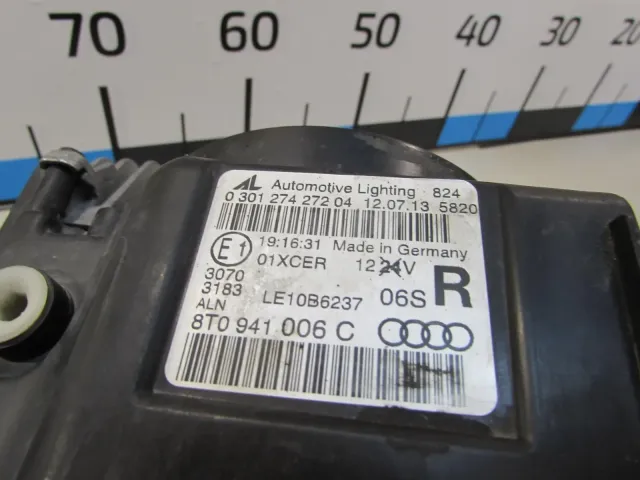 70 60 50 40 30 20
AL Automotive Lighting 824
0 301 274 272 04 12.07.13 5820
E1 19:16:31 Made in Germany
01XCER 12 24V
3070
3183 LE10B6237 06S R
ALN
8T0 941 006 C